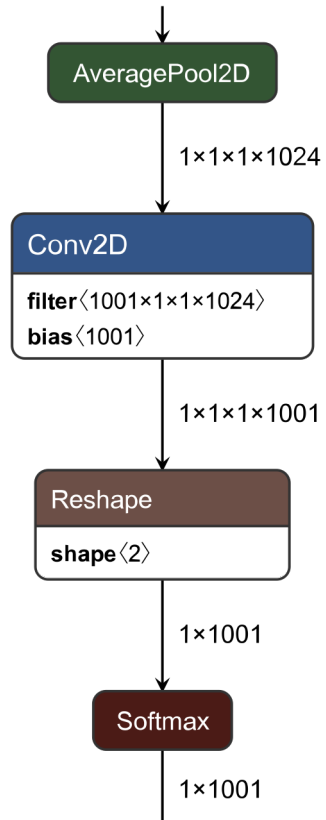 AveragePool2D
1×1×1×1024
Conv2D
filter⟨1001×1×1×1024⟩
bias⟨1001⟩
1×1×1×1001
Reshape
shape⟨2⟩
1×1001
Softmax
1×1001